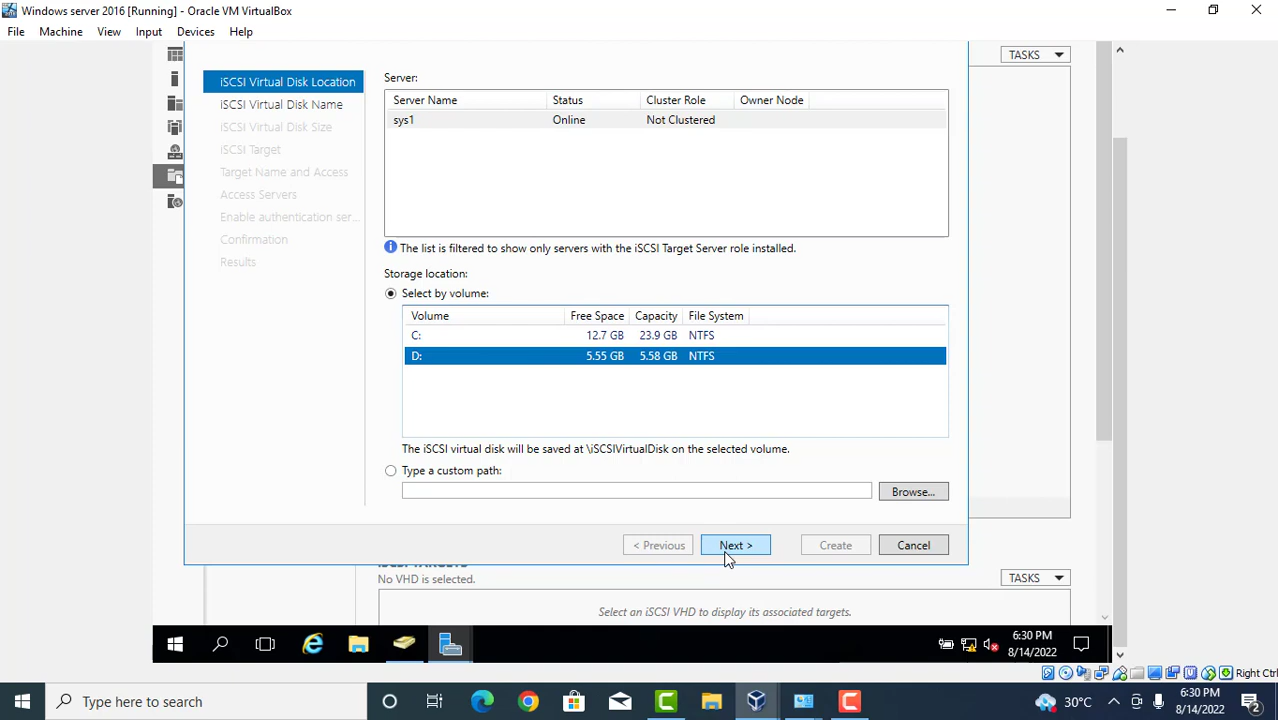 Windows server 2016 [Running] - Oracle VM VirtualBox
File Machine View Input Devices Help
TASKS
iSCSI Virtual Disk Location
iSCSI Virtual Disk Name
iSCSI Virtual Disk Size
iSCSI Target
Target Name and Access
Access Servers
Enable authentication ser...
Confirmation
Results
Server:
Server Name Status Cluster Role Owner Node
sys1 Online Not Clustered
The list is filtered to show only servers with the iSCSI Target Server role installed.
Storage location:
Select by volume:
Volume Free Space Capacity File System
C: 12.7 GB 23.9 GB NTFS
D: 5.55 GB 5.58 GB NTFS
The iSCSI virtual disk will be saved at \iSCSIVirtualDisk on the selected volume.
Type a custom path:
Browse...
< Previous Next > Create Cancel
iSCSI TARGETS
No VHD is selected.
TASKS
Select an iSCSI VHD to display its associated targets.
6:30 PM
8/14/2022
Right Ctrl
Type here to search
30°C
6:30 PM
8/14/2022
2